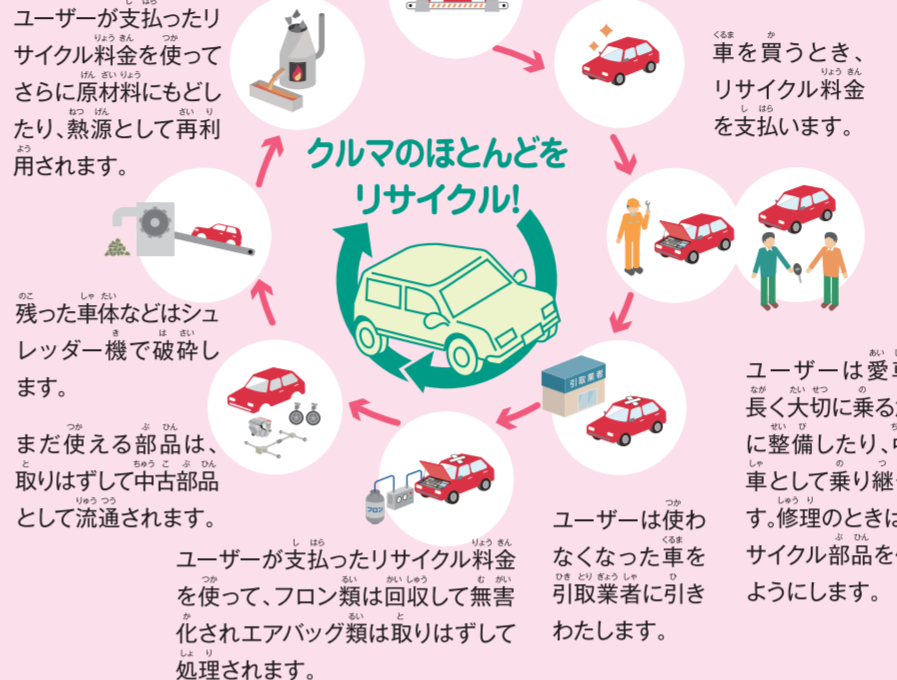 ユーザーが支払ったリ
サイクル料金を使って
さらに原材料にもどし
たり、熱源として再利
用されます。
車を買うとき、
リサイクル料金
を支払います。
クルマのほとんどを
リサイクル!
残った車体などはシュ
レッダー機で破砕し
ます。
引取業者
ユーザーは愛車
長く大切に乗る
に整備したり、
車として乗り継
す。修理のときは
サイクル部品を
ようにします。
まだ使える部品は、
取りはずして中古部品
として流通されます。
フロン
ユーザーは使わ
なくなった車を
引取業者に引き
わたします。
ユーザーが支払ったリサイクル料金
を使って、フロン類は回収して無害
化されエアバッグ類は取りはずして
処理されます。